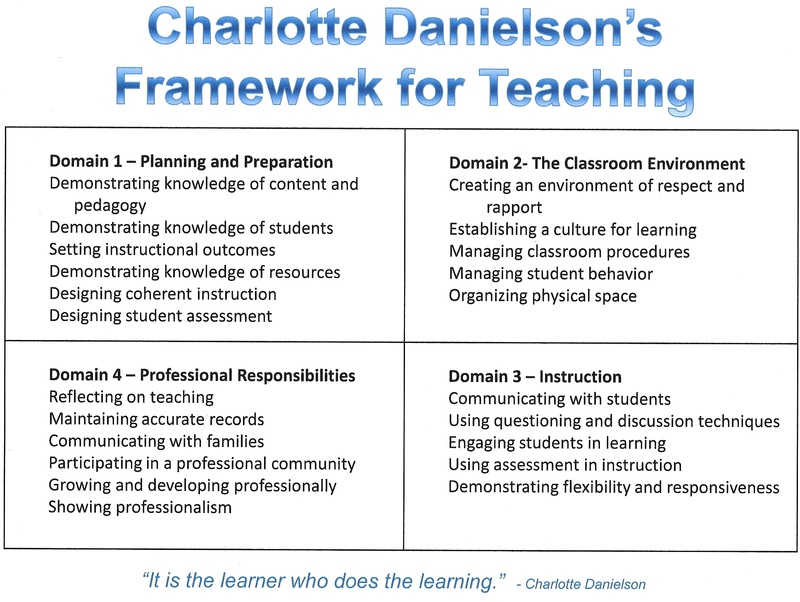 Charlotte Danielson's
Framework for Teaching
Domain 1 – Planning and Preparation
Demonstrating knowledge of content and
pedagogy
Demonstrating knowledge of students
Setting instructional outcomes
Demonstrating knowledge of resources
Designing coherent instruction
Designing student assessment
Domain 2- The Classroom Environment
Creating an environment of respect and
rapport
Establishing a culture for learning
Managing classroom procedures
Managing student behavior
Organizing physical space
Domain 4 – Professional Responsibilities
Reflecting on teaching
Maintaining accurate records
Communicating with families
Participating in a professional community
Growing and developing professionally
Showing professionalism
Domain 3 – Instruction
Communicating with students
Using questioning and discussion techniques
Engaging students in learning
Using assessment in instruction
Demonstrating flexibility and responsiveness
“It is the learner who does the learning.” - Charlotte Danielson